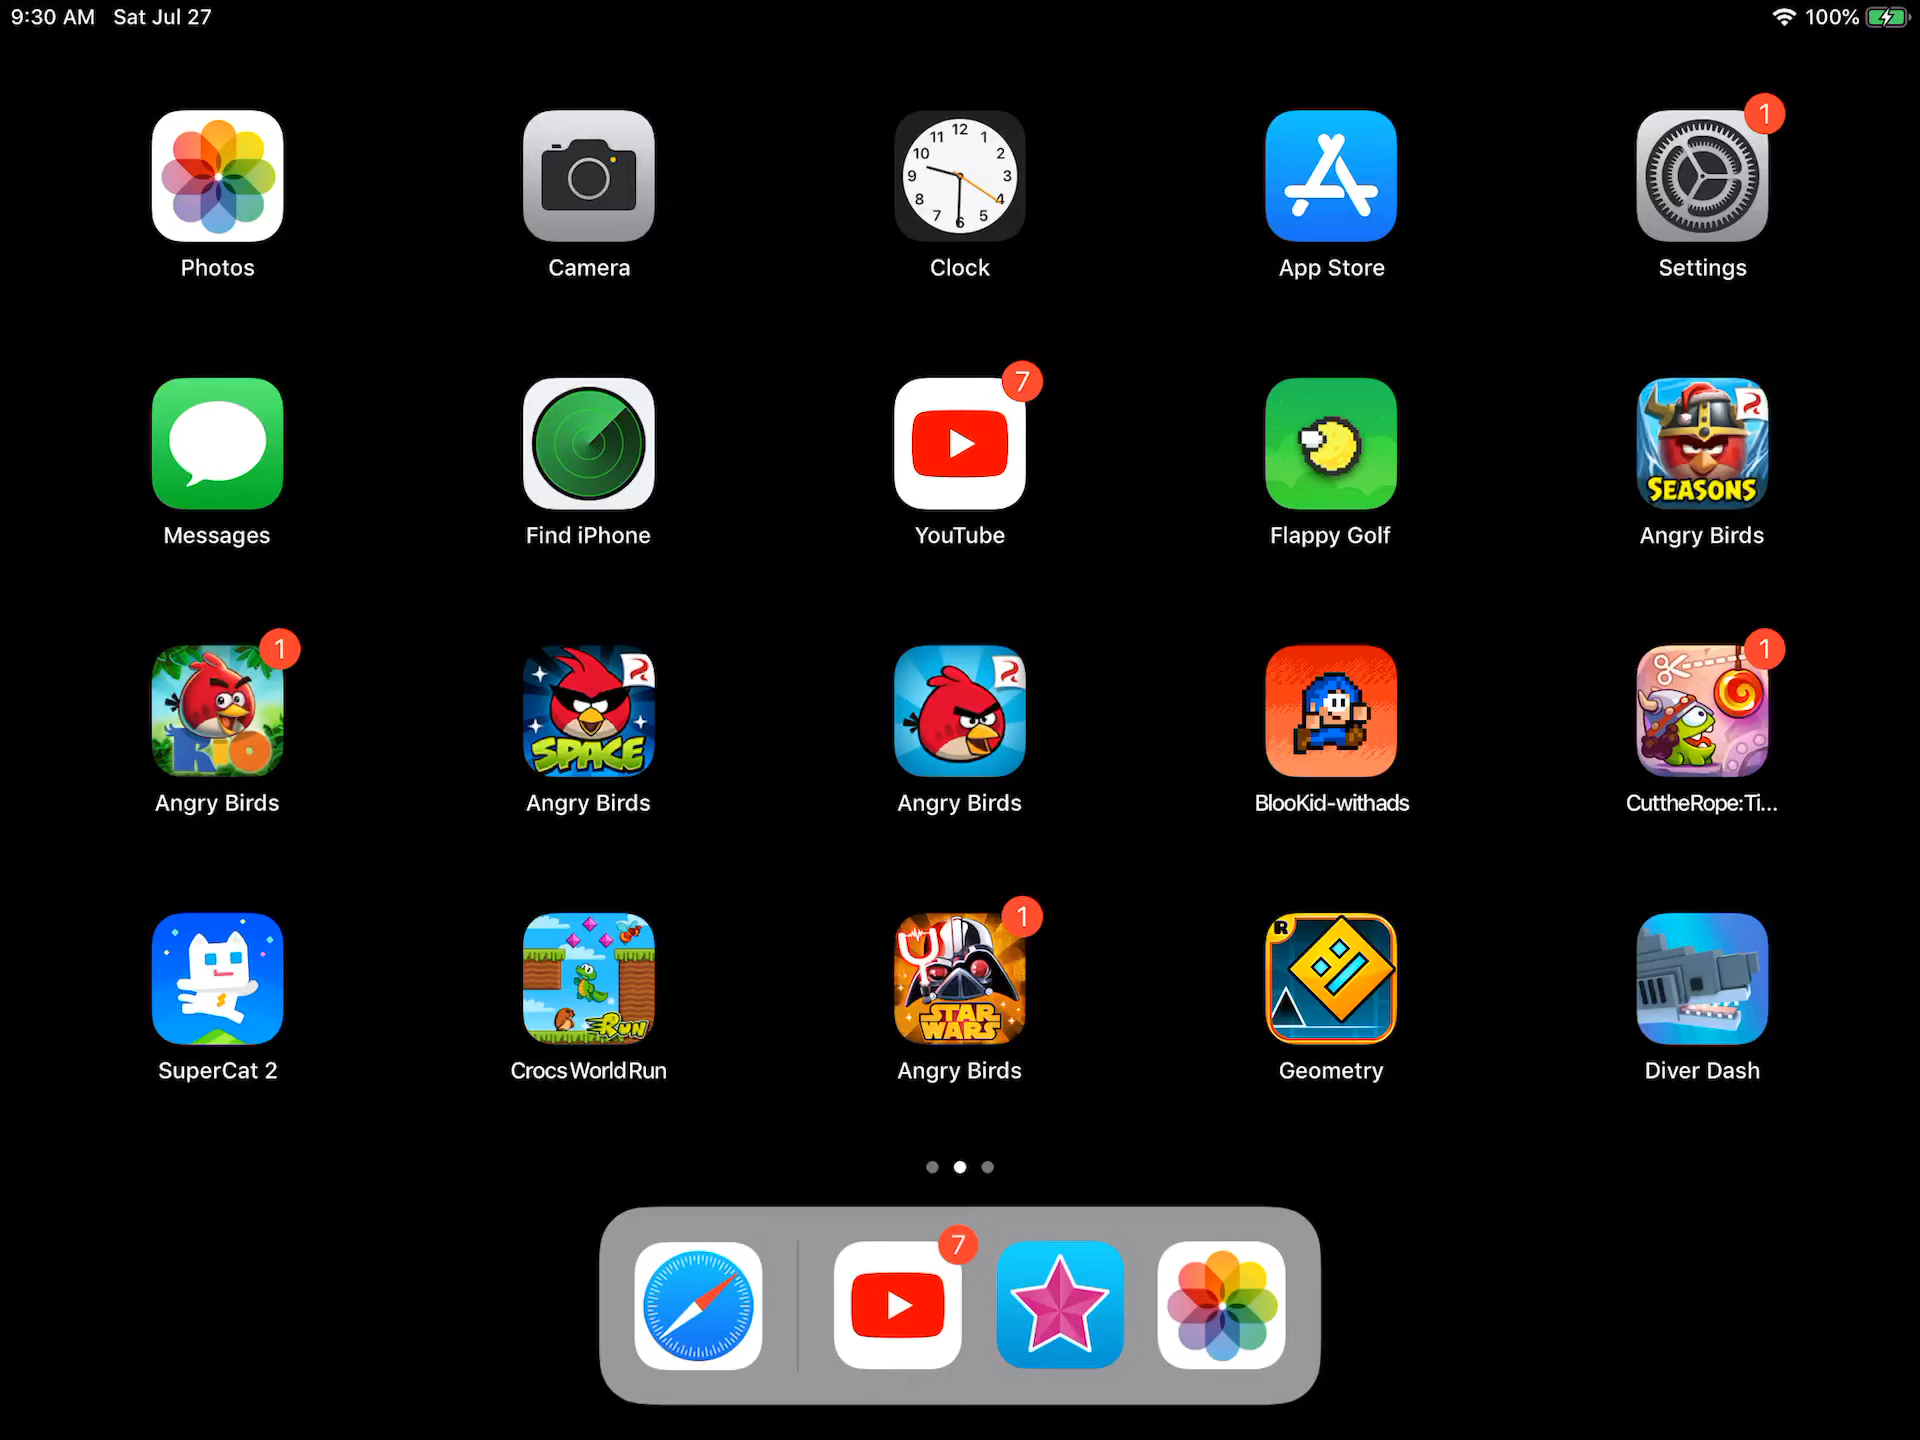 9:30 AM Sat Jul 27
100%
12
11 1
10 2
9 3
8 4
7 5
6
1
Photos
Camera
Clock
App Store
Settings
7
SEASONS
Messages
Find iPhone
YouTube
Flappy Golf
Angry Birds
1
RIO
SPACE
1
Angry Birds
Angry Birds
Angry Birds
BlooKid-withads
CuttheRope:Ti...
RUN
1
STAR
WARS
R
SuperCat 2
CrocsWorldRun
Angry Birds
Geometry
Diver Dash
7